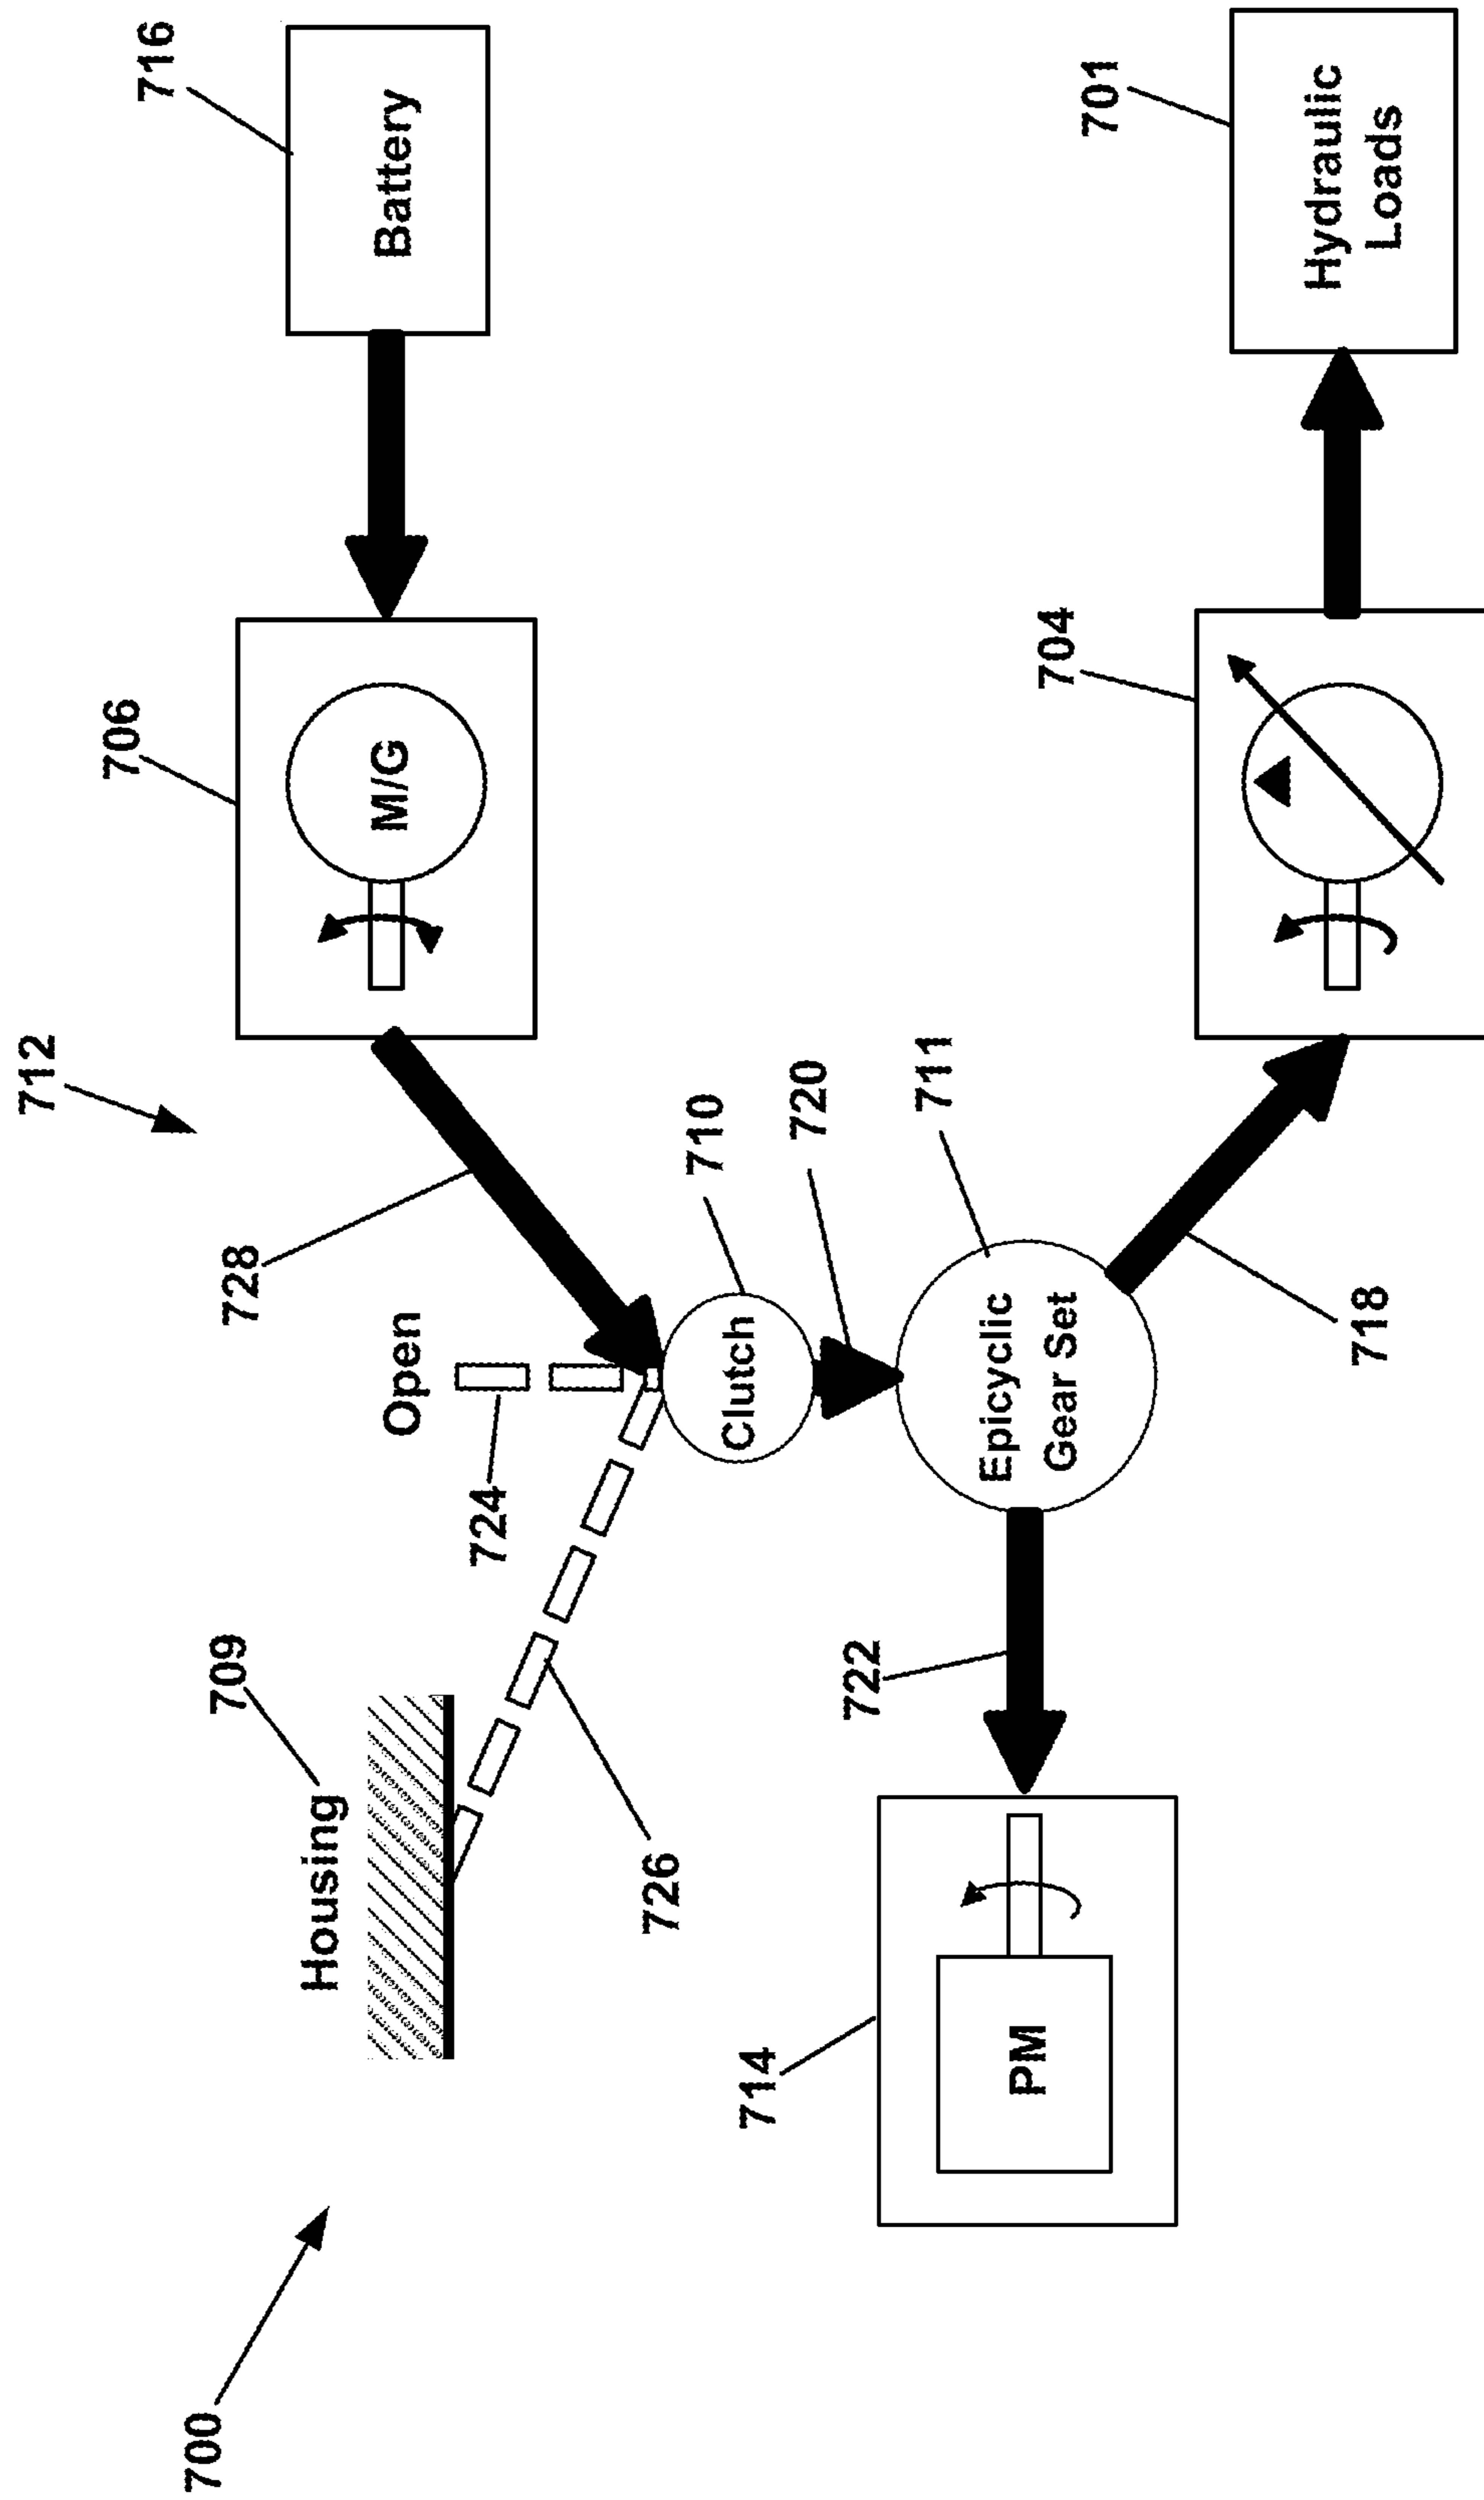 700
712
716
Battery
706
M/G
728
Open
724
709
Housing
726
710
Clutch
720
711
Epicyclic
Gear Set
722
714
PM
718
704
701
Hydraulic
Loads